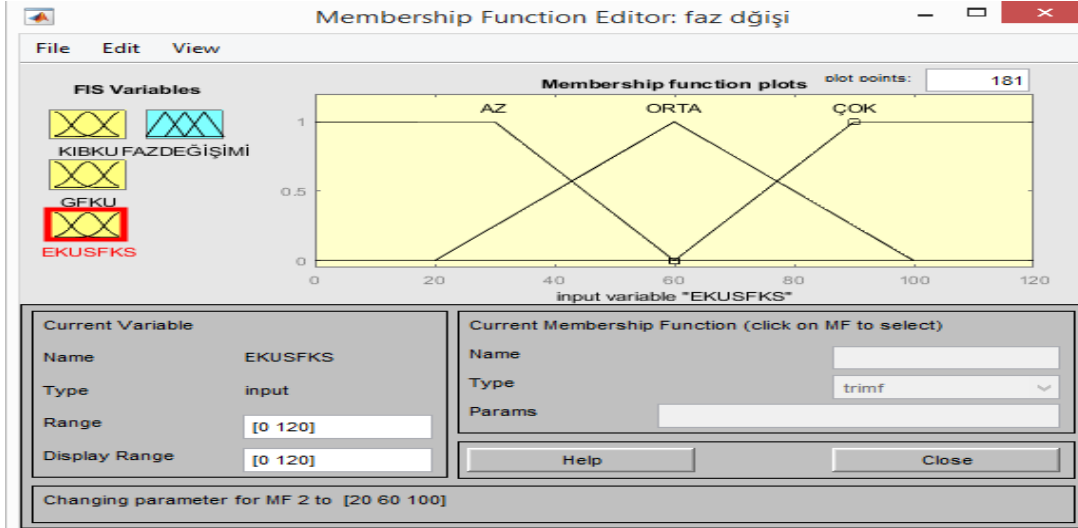 Membership Function Editor: faz dğişi
File Edit View
FIS Variables
KIBKU FAZDEĞİŞİMİ
GFKU
EKUSFKS
Membership function plots plot points: 181
AZ ORTA ÇOK
1
0.5
0
0 20 40 60 80 100 120
input variable "EKUSFKS"
Current Variable
Name EKUSFKS
Type input
Range [0 120]
Display Range [0 120]
Current Membership Function (click on MF to select)
Name
Type trimf
Params
Help Close
Changing parameter for MF 2 to [20 60 100]